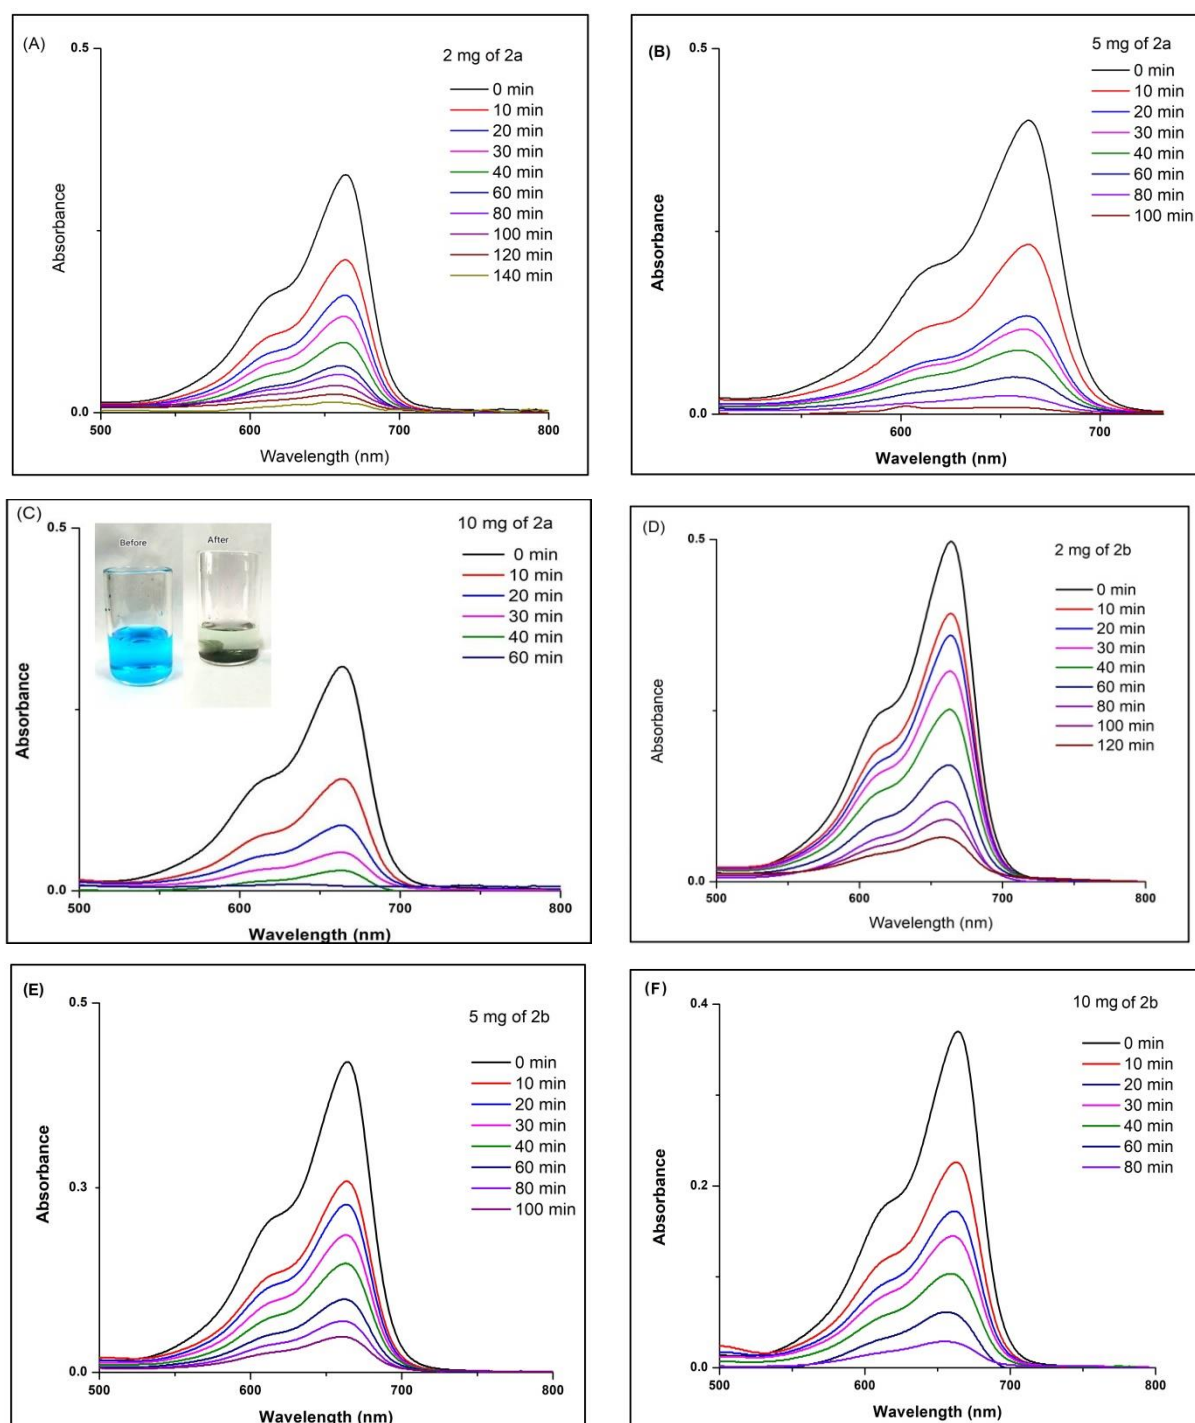 (A)
2 mg of 2a
0 min
10 min
20 min
30 min
40 min
60 min
80 min
100 min
120 min
140 min
0.5
0.0
500
600
700
800
Absorbance
Wavelength (nm)
(B)
5 mg of 2a
0 min
10 min
20 min
30 min
40 min
60 min
80 min
100 min
0.5
0.0
600
700
Absorbance
Wavelength (nm)
(C)
10 mg of 2a
Before
After
0 min
10 min
20 min
30 min
40 min
60 min
0.5
0.0
500
600
700
800
Absorbance
Wavelength (nm)
(D)
2 mg of 2b
0 min
10 min
20 min
30 min
40 min
60 min
80 min
100 min
120 min
0.5
0.0
500
600
700
800
Absorbance
Wavelength (nm)
(E)
5 mg of 2b
0 min
10 min
20 min
30 min
40 min
60 min
80 min
100 min
0.5
0.3
0.0
500
600
700
800
Absorbance
Wavelength (nm)
(F)
10 mg of 2b
0 min
10 min
20 min
30 min
40 min
60 min
80 min
0.4
0.2
0.0
500
600
700
800
Absorbance
Wavelength (nm)